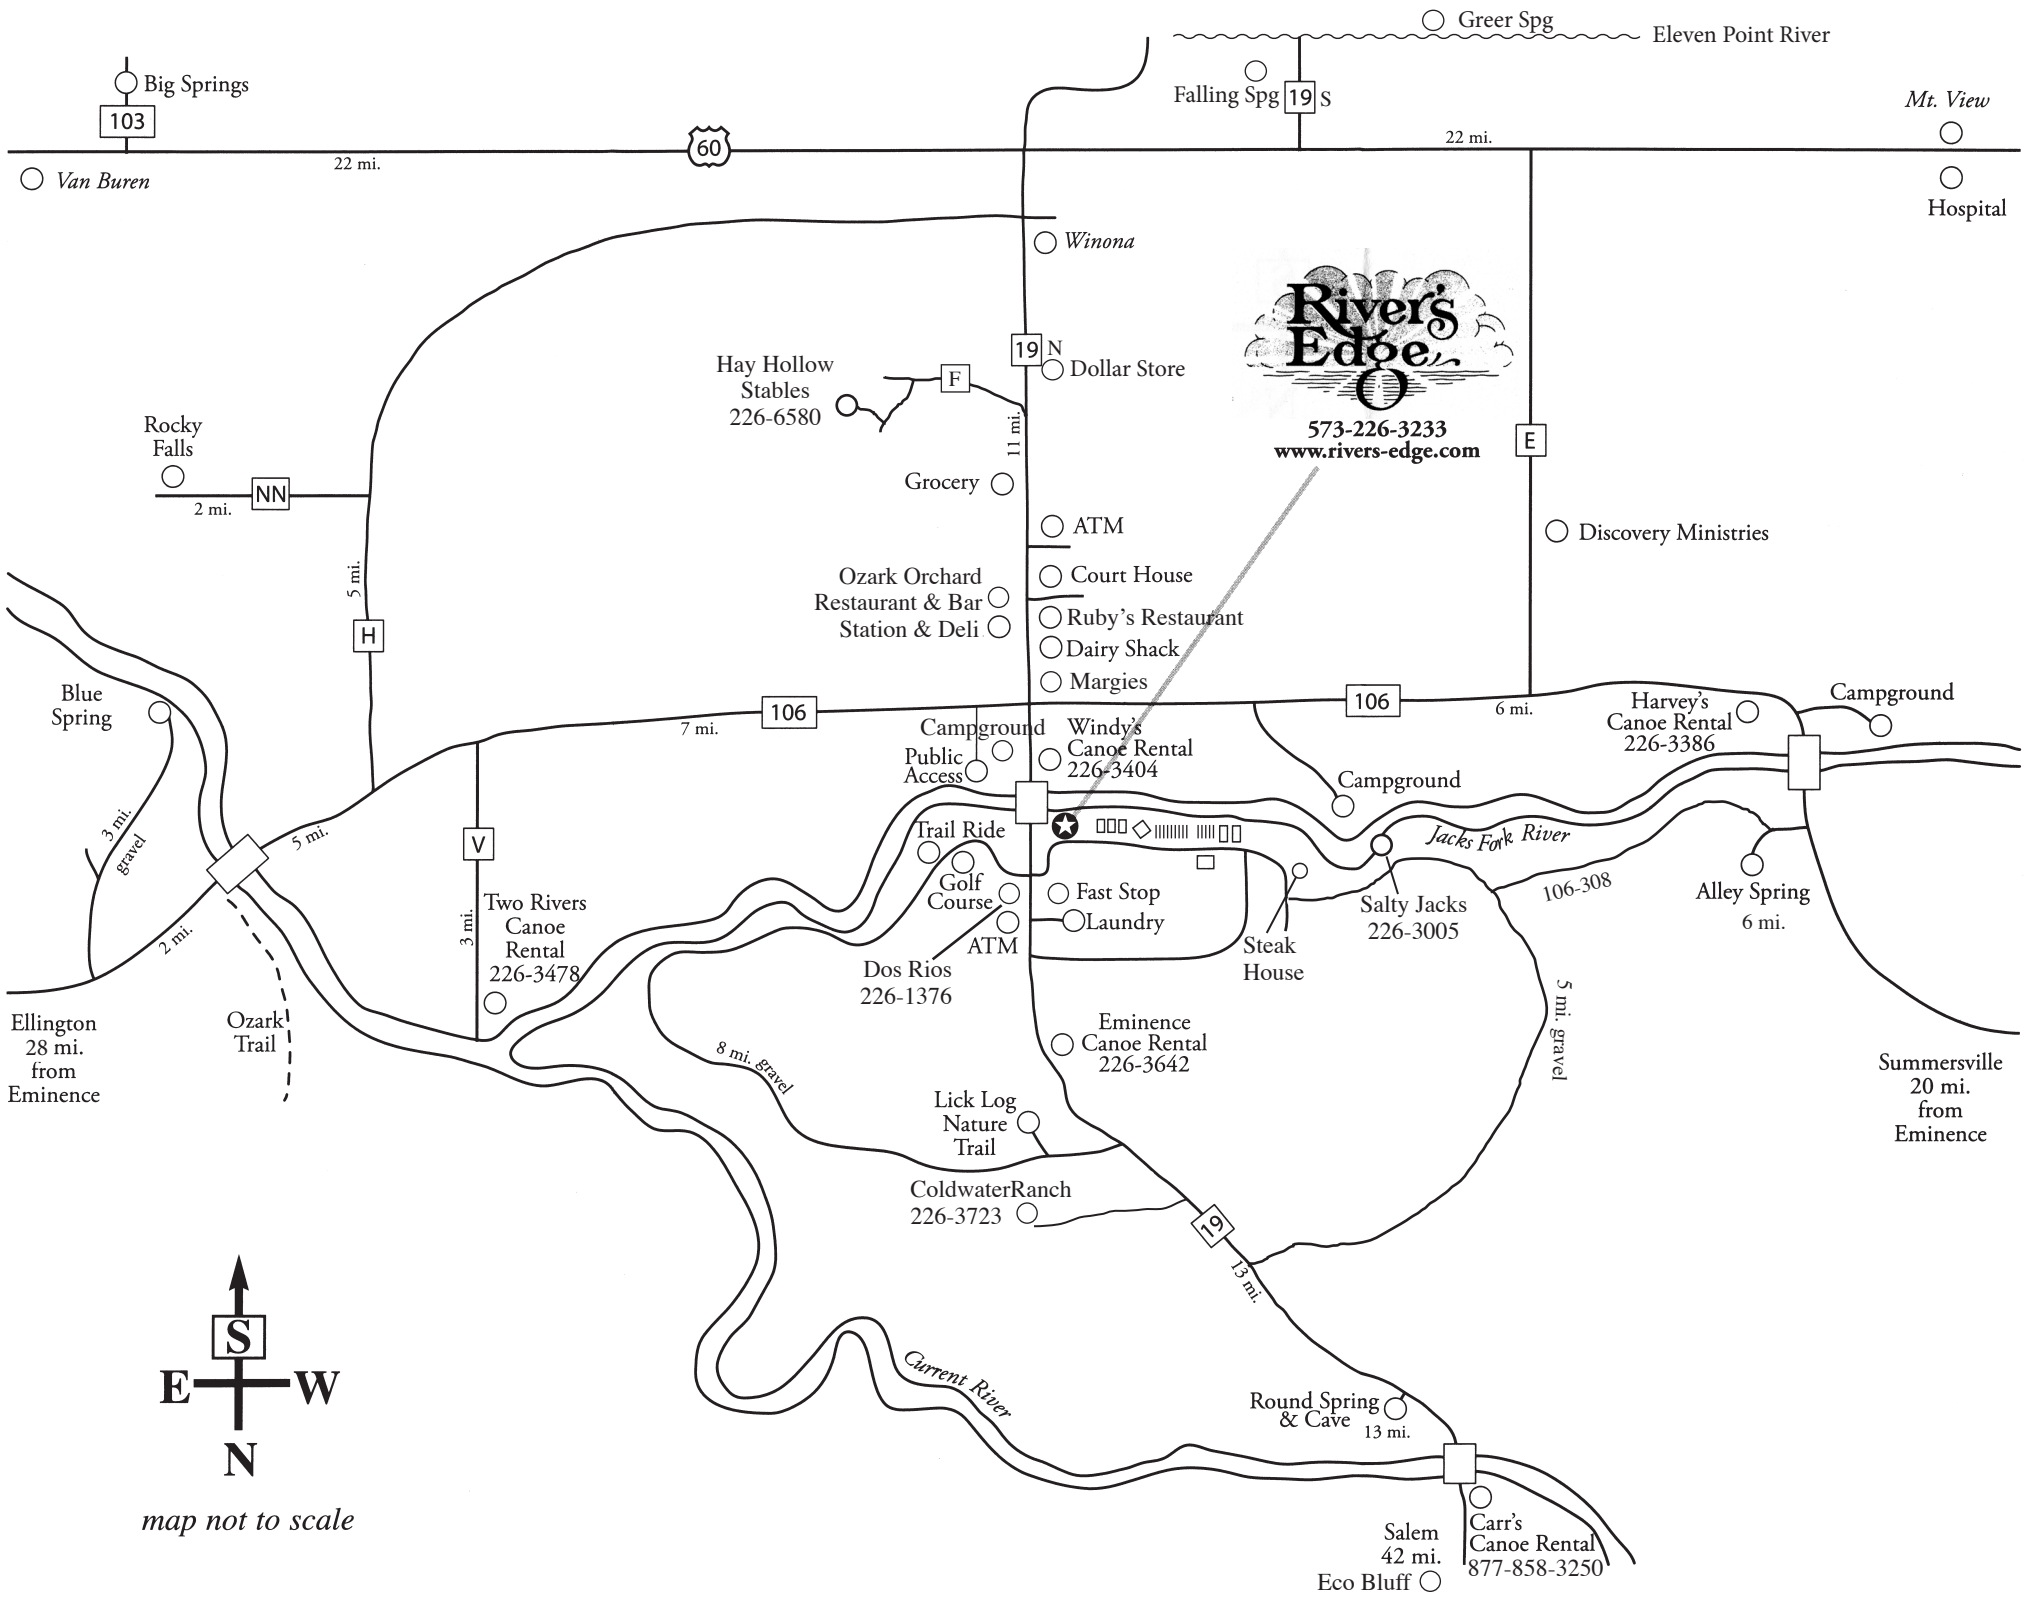 Greer Spg
Eleven Point River
Big Springs
103
Falling Spg
19
S
Mt. View
60
22 mi.
22 mi.
Van Buren
Hospital
Winona
River's
Edge
573-226-3233
www.rivers-edge.com
19
N
Dollar Store
Hay Hollow
Stables
226-6580
F
11 mi.
Rocky
Falls
NN
2 mi.
E
Grocery
ATM
Discovery Ministries
5 mi.
H
Ozark Orchard
Restaurant & Bar
Station & Deli
Court House
Ruby's Restaurant
Dairy Shack
Margies
Blue
Spring
106
7 mi.
106
6 mi.
Harvey's
Canoe Rental
226-3386
Campground
Campground
Public
Access
Windy's
Canoe Rental
226-3404
Campground
3 mi.
gravel
5 mi.
V
Trail Ride
Golf
Course
Jacks Fork River
106-308
Alley Spring
6 mi.
Fast Stop
Laundry
ATM
Dos Rios
226-1376
Steak
House
Salty Jacks
226-3005
2 mi.
3 mi.
Two Rivers
Canoe
Rental
226-3478
Ellington
28 mi.
from
Eminence
Ozark
Trail
5 mi. gravel
Eminence
Canoe Rental
226-3642
8 mi. gravel
Summersville
20 mi.
from
Eminence
Lick Log
Nature
Trail
ColdwaterRanch
226-3723
19
13 mi.
S
E
W
N
map not to scale
Current River
Round Spring
& Cave
13 mi.
Salem
42 mi.
Eco Bluff
Carr's
Canoe Rental
877-858-3250